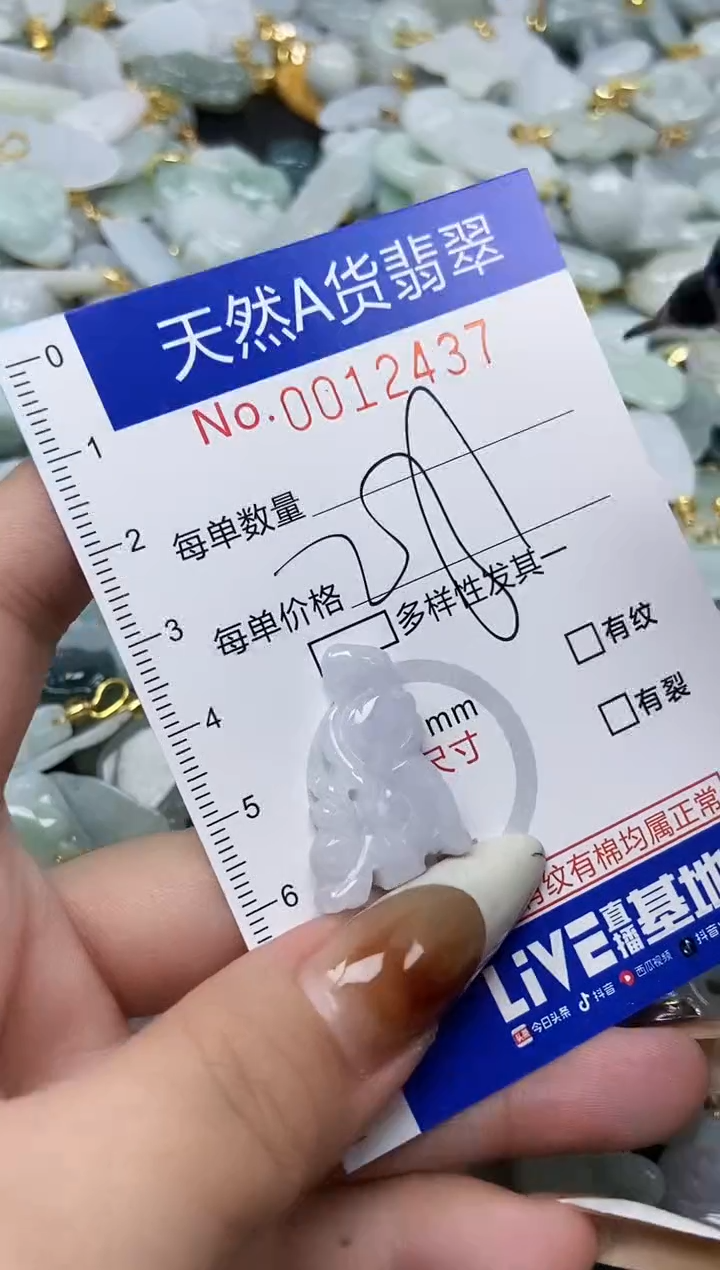 天然A货翡翠
No.0012437
每单数量
每单价格
多样性发其一
mm
尺寸
有纹
有裂
有纹有棉均属正常
LiVE直播基地
今日头条 抖音 西瓜视频 抖音
0
1
2
3
4
5
6